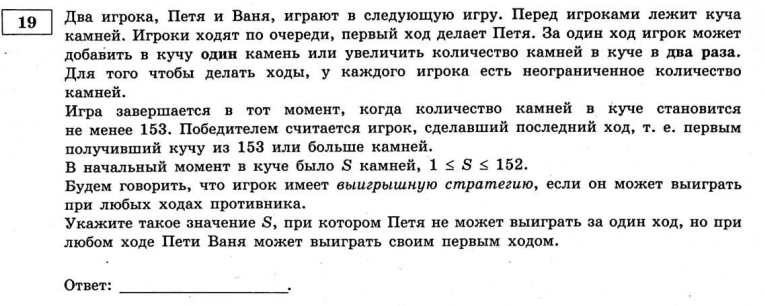 19
Два игрока, Петя и Ваня, играют в следующую игру. Перед игроками лежит куча
камней. Игроки ходят по очереди, первый ход делает Петя. За один ход игрок может
добавить в кучу один камень или увеличить количество камней в куче в два раза.
Для того чтобы делать ходы, у каждого игрока есть неограниченное количество
камней.
Игра завершается в тот момент, когда количество камней в куче становится
не менее 153. Победителем считается игрок, сделавший последний ход, т. е. первым
получивший кучу из 153 или больше камней.
В начальный момент в куче было S камней, 1 ≤ S ≤ 152.
Будем говорить, что игрок имеет выигрышную стратегию, если он может выиграть
при любых ходах противника.
Укажите такое значение S, при котором Петя не может выиграть за один ход, но при
любом ходе Пети Ваня может выиграть своим первым ходом.
Ответ: ____________________.